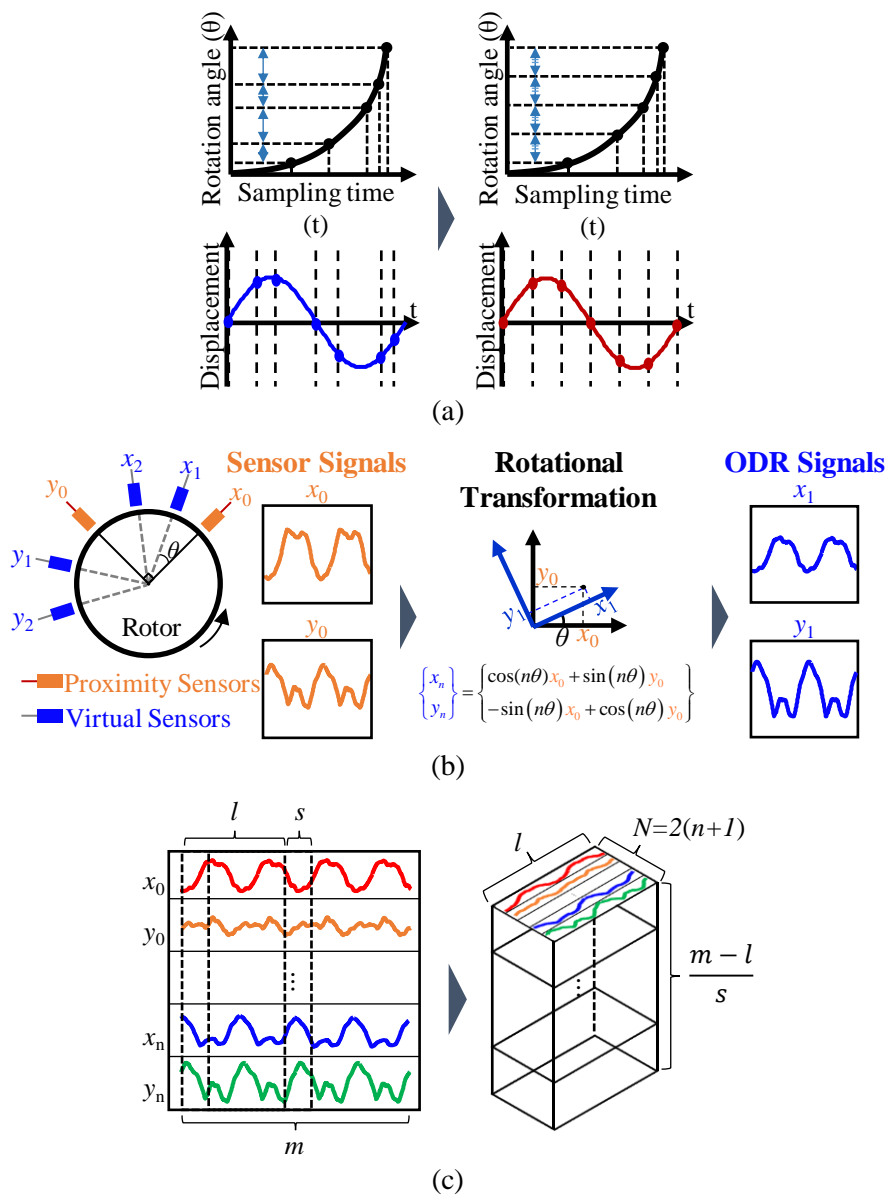 Rotation angle (θ)
Sampling time
(t)
Displacement
t
Rotation angle (θ)
Sampling time
(t)
Displacement
t
(a)
x₂
x₁
y₀
x₀
y₁
y₂
θ
Rotor
Proximity Sensors
Virtual Sensors
Sensor Signals
x₀
y₀
Rotational
Transformation
y₀
y₁
x₁
θ
x₀
{xₙ yₙ} = {cos(nθ)x₀ + sin(nθ)y₀
−sin(nθ)x₀ + cos(nθ)y₀}
ODR Signals
x₁
y₁
(b)
l
s
x₀
y₀
⋮
xₙ
yₙ
m
l
N=2(n+1)
⋮
m − l
s
(c)